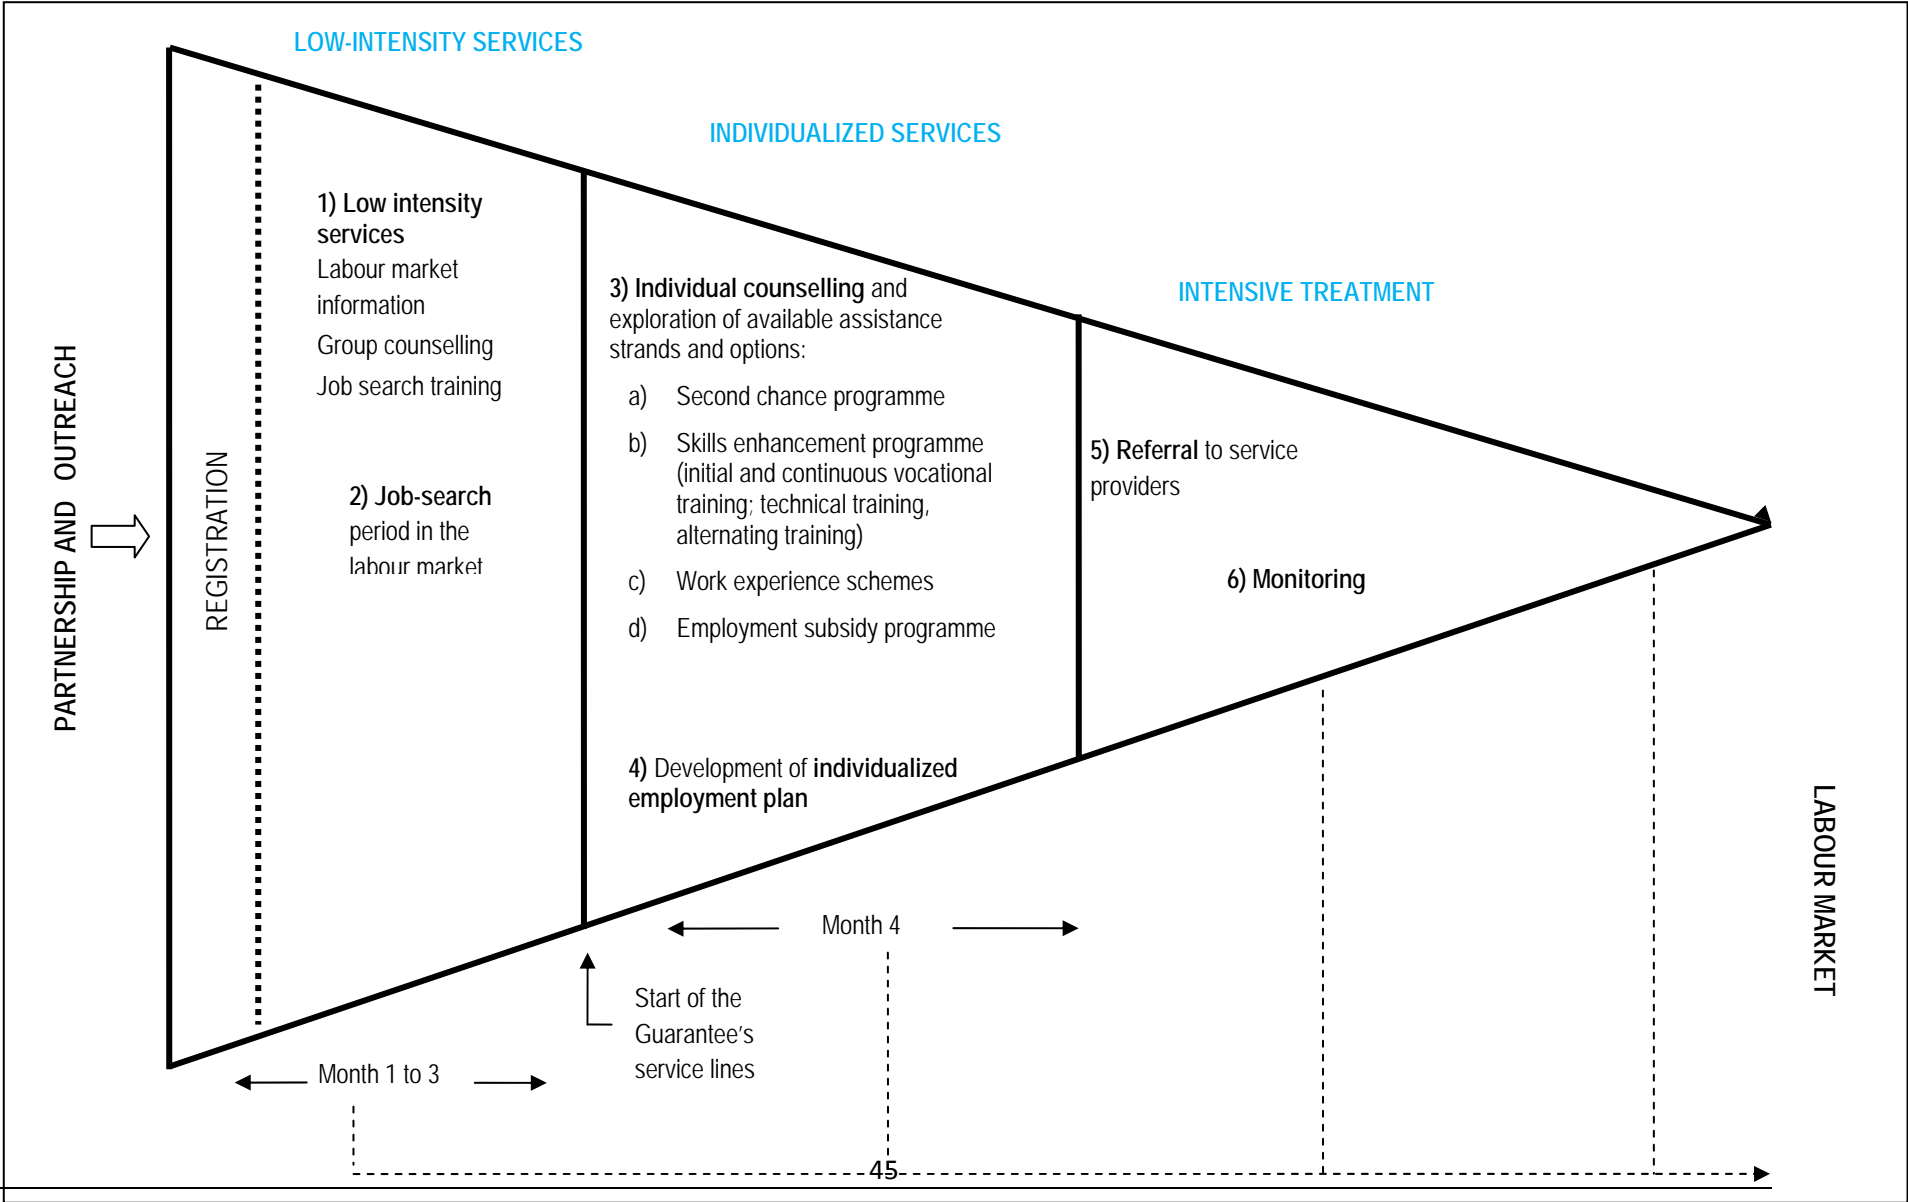 LOW-INTENSITY SERVICES
INDIVIDUALIZED SERVICES
INTENSIVE TREATMENT
PARTNERSHIP AND OUTREACH
REGISTRATION
1) Low intensity
services
Labour market
information
Group counselling
Job search training
2) Job-search
period in the
labour market
3) Individual counselling and
exploration of available assistance
strands and options:
a) Second chance programme
b) Skills enhancement programme
(initial and continuous vocational
training; technical training,
alternating training)
c) Work experience schemes
d) Employment subsidy programme
4) Development of individualized
employment plan
5) Referral to service
providers
6) Monitoring
LABOUR MARKET
Month 4
Start of the
Guarantee's
service lines
Month 1 to 3
45